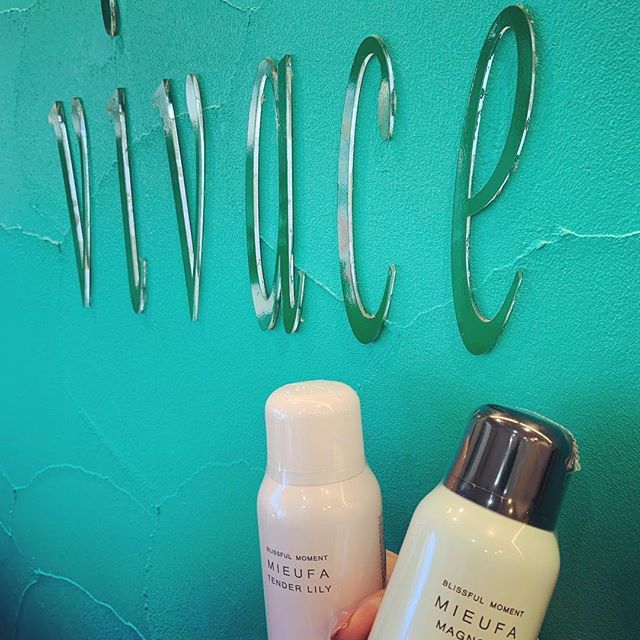 vivace
BLISSFUL MOMENT
MIEUFA
TENDER LILY
BLISSFUL MOMENT
MIEUFA